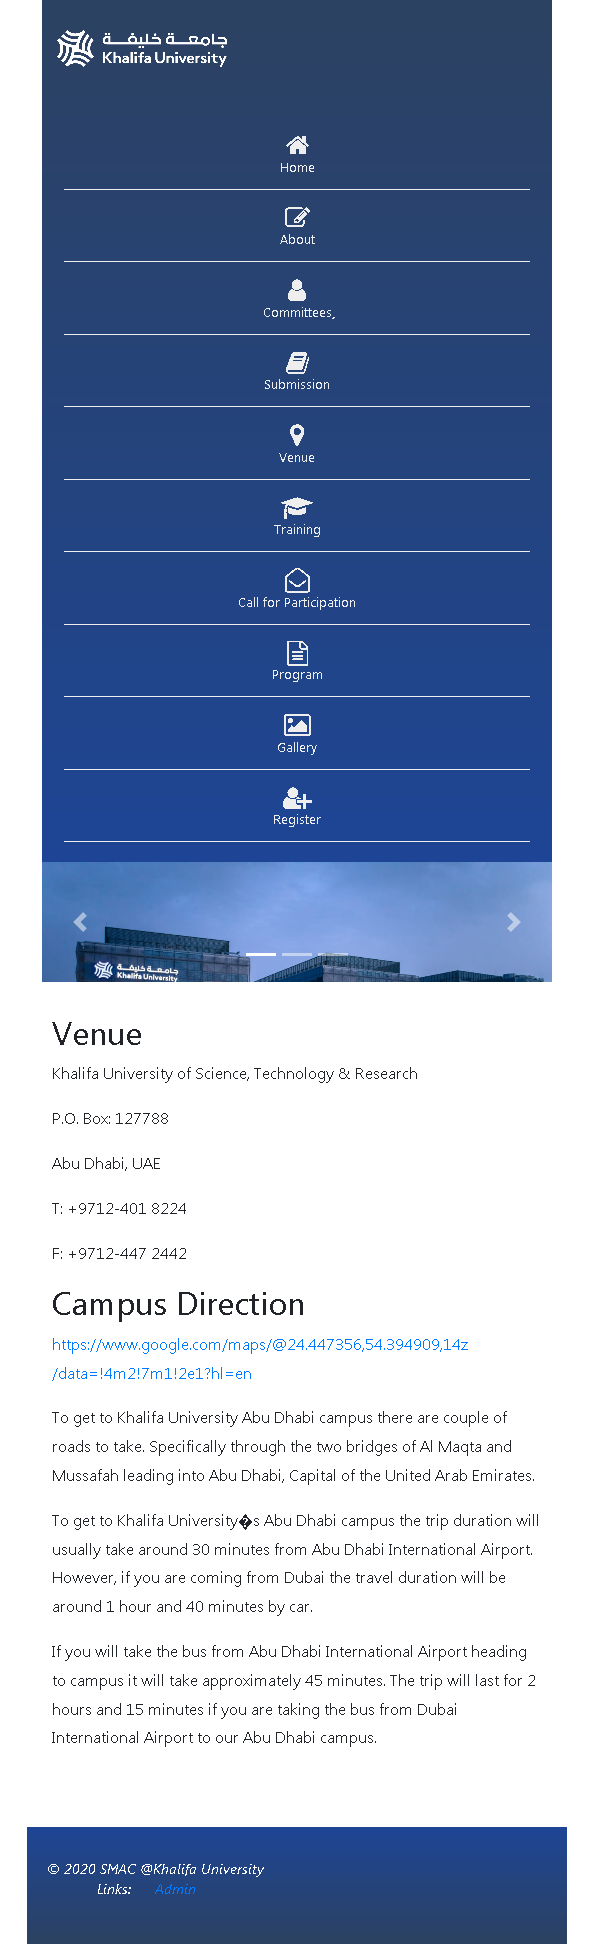 جامعة خليفة
Khalifa University
Home
About
Committees,
Submission
Venue
Training
Call for Participation
Program
Gallery
Register
جامعة خليفة
Khalifa University
Venue
Khalifa University of Science, Technology & Research
P.O. Box: 127788
Abu Dhabi, UAE
T: +9712-401 8224
F: +9712-447 2442
Campus Direction
https://www.google.com/maps/@24.447356,54.394909,14z
/data=!4m2!7m1!2e1?hl=en
To get to Khalifa University Abu Dhabi campus there are couple of
roads to take. Specifically through the two bridges of Al Maqta and
Mussafah leading into Abu Dhabi, Capital of the United Arab Emirates.
To get to Khalifa University�s Abu Dhabi campus the trip duration will
usually take around 30 minutes from Abu Dhabi International Airport.
However, if you are coming from Dubai the travel duration will be
around 1 hour and 40 minutes by car.
If you will take the bus from Abu Dhabi International Airport heading
to campus it will take approximately 45 minutes. The trip will last for 2
hours and 15 minutes if you are taking the bus from Dubai
International Airport to our Abu Dhabi campus.
© 2020 SMAC @Khalifa University
Links: Admin